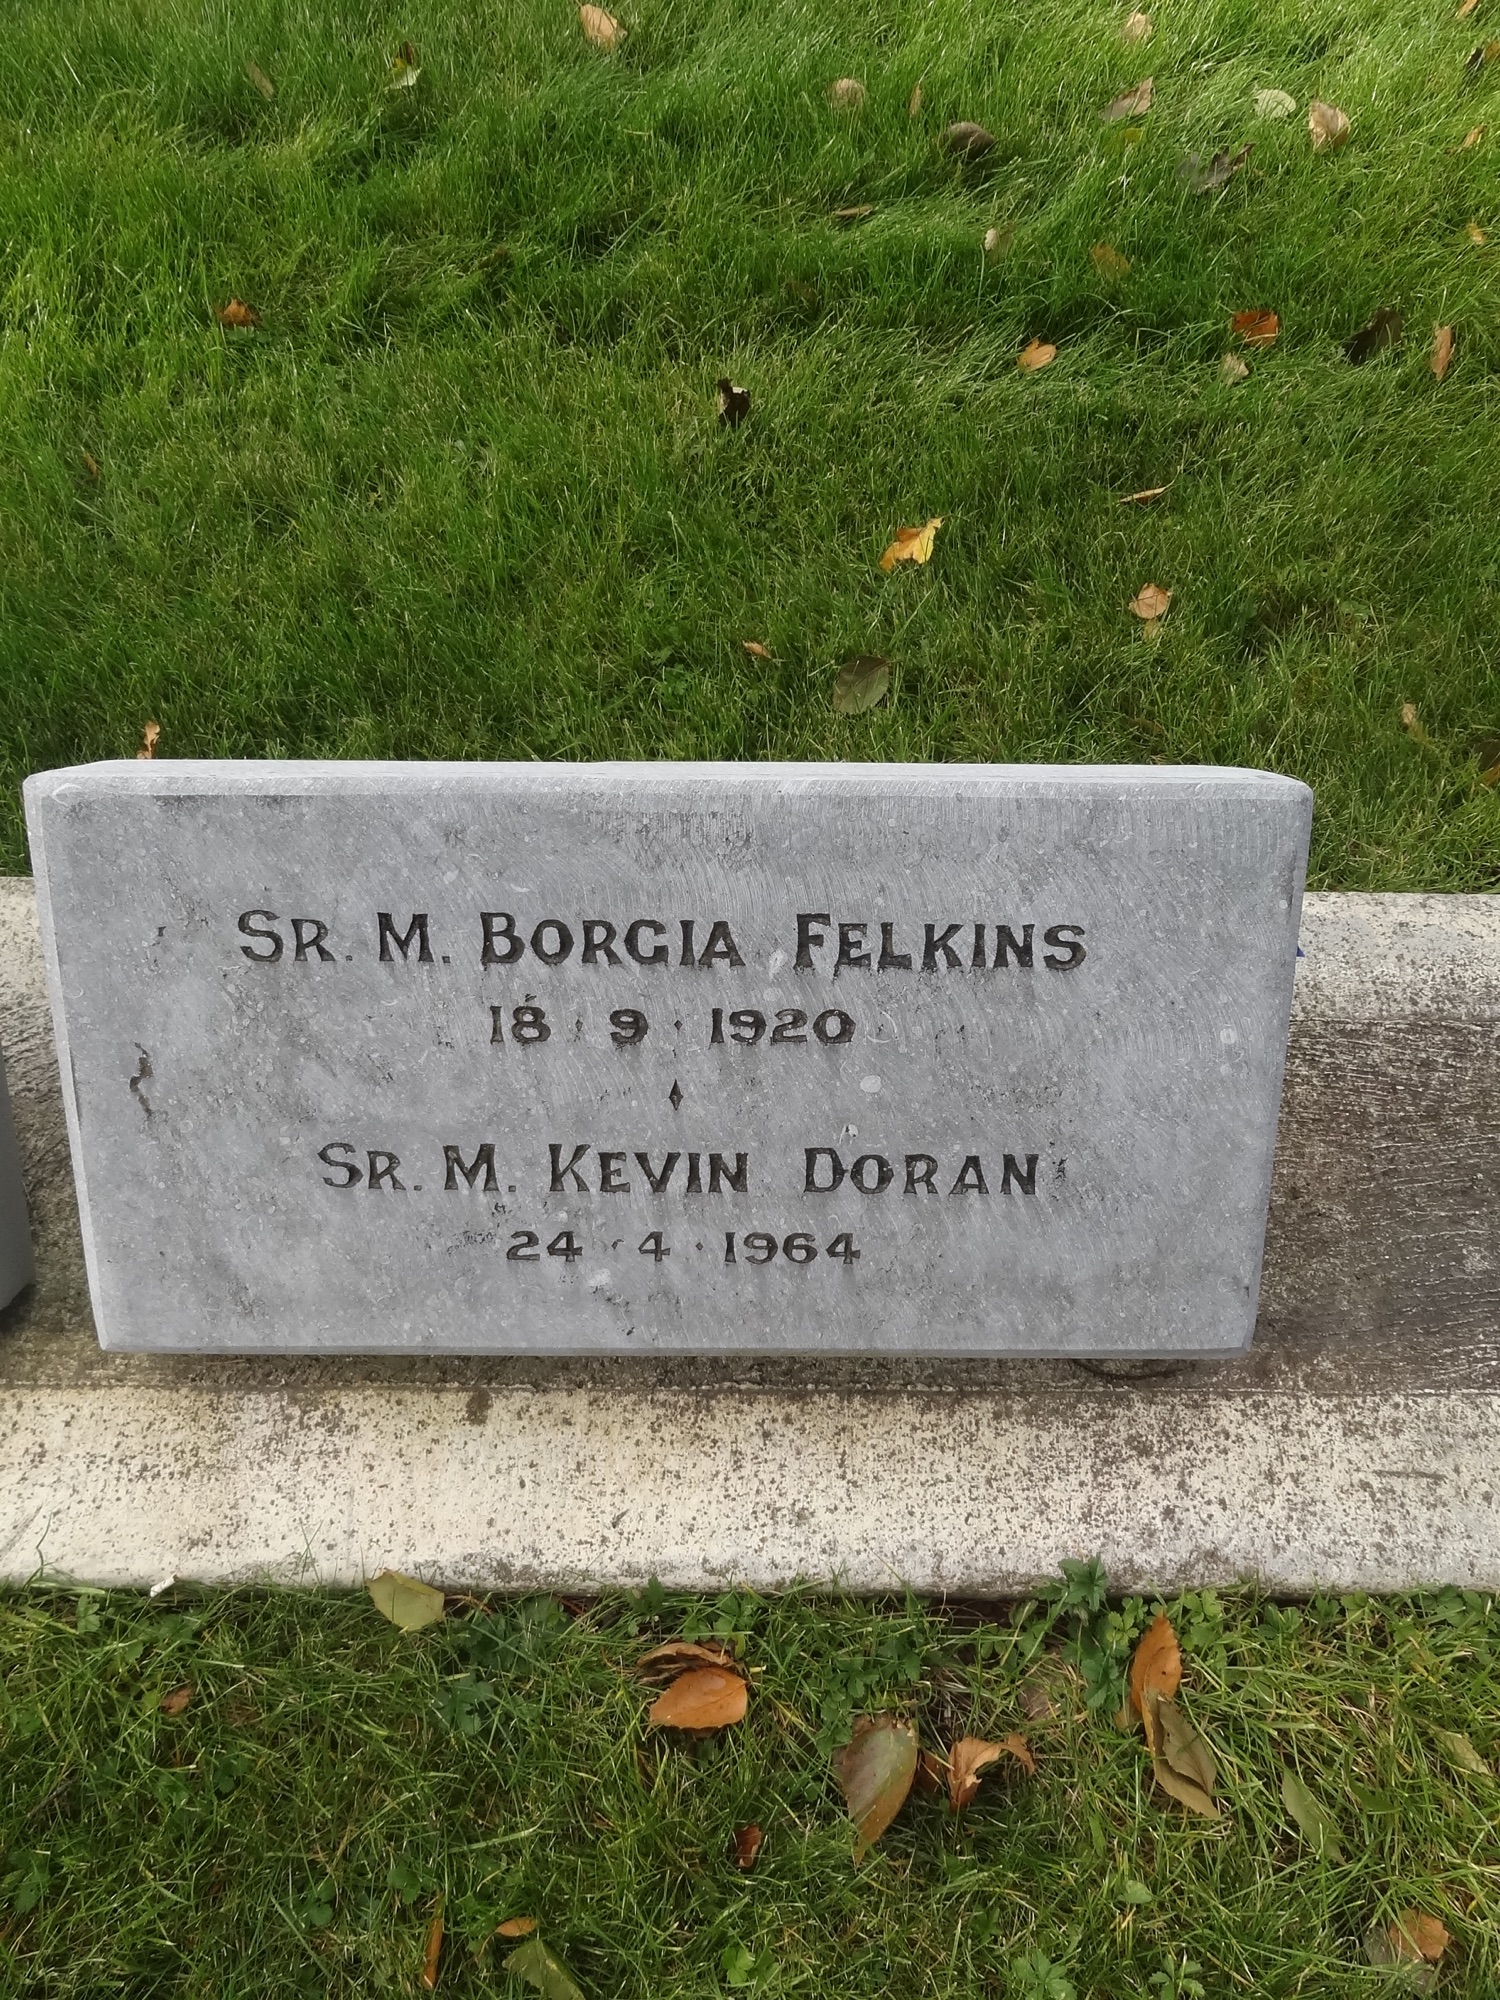 SR. M. BORGIA FELKINS
18 · 9 · 1920
SR. M. KEVIN DORAN
24 · 4 · 1964